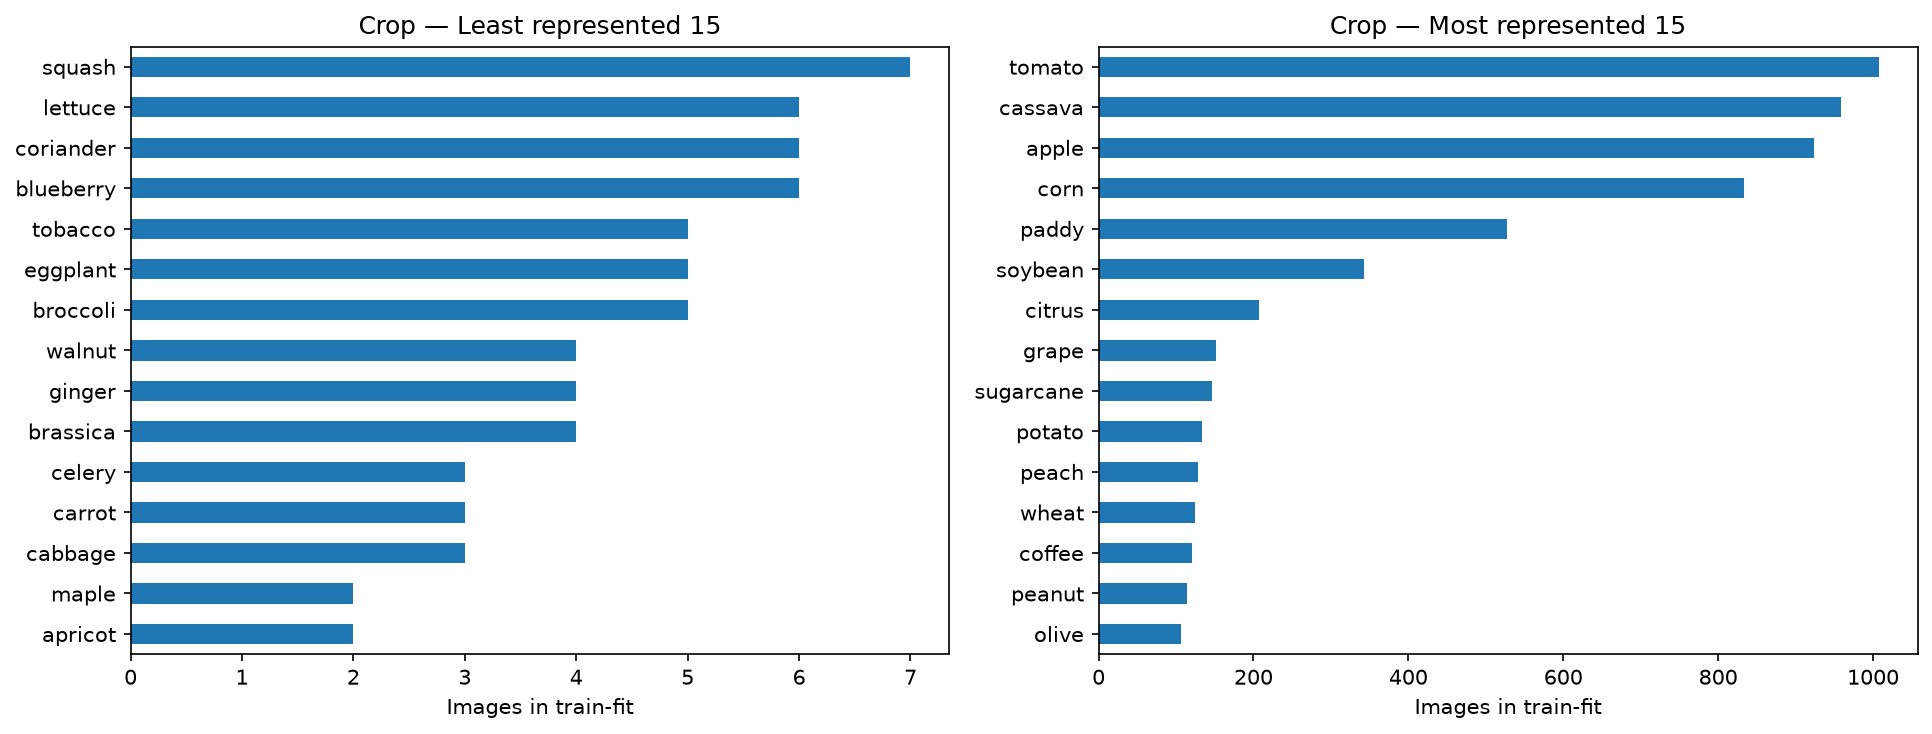 Crop — Least represented 15
squash
lettuce
coriander
blueberry
tobacco
eggplant
broccoli
walnut
ginger
brassica
celery
carrot
cabbage
maple
apricot
0 1 2 3 4 5 6 7
Images in train-fit
Crop — Most represented 15
tomato
cassava
apple
corn
paddy
soybean
citrus
grape
sugarcane
potato
peach
wheat
coffee
peanut
olive
0 200 400 600 800 1000
Images in train-fit